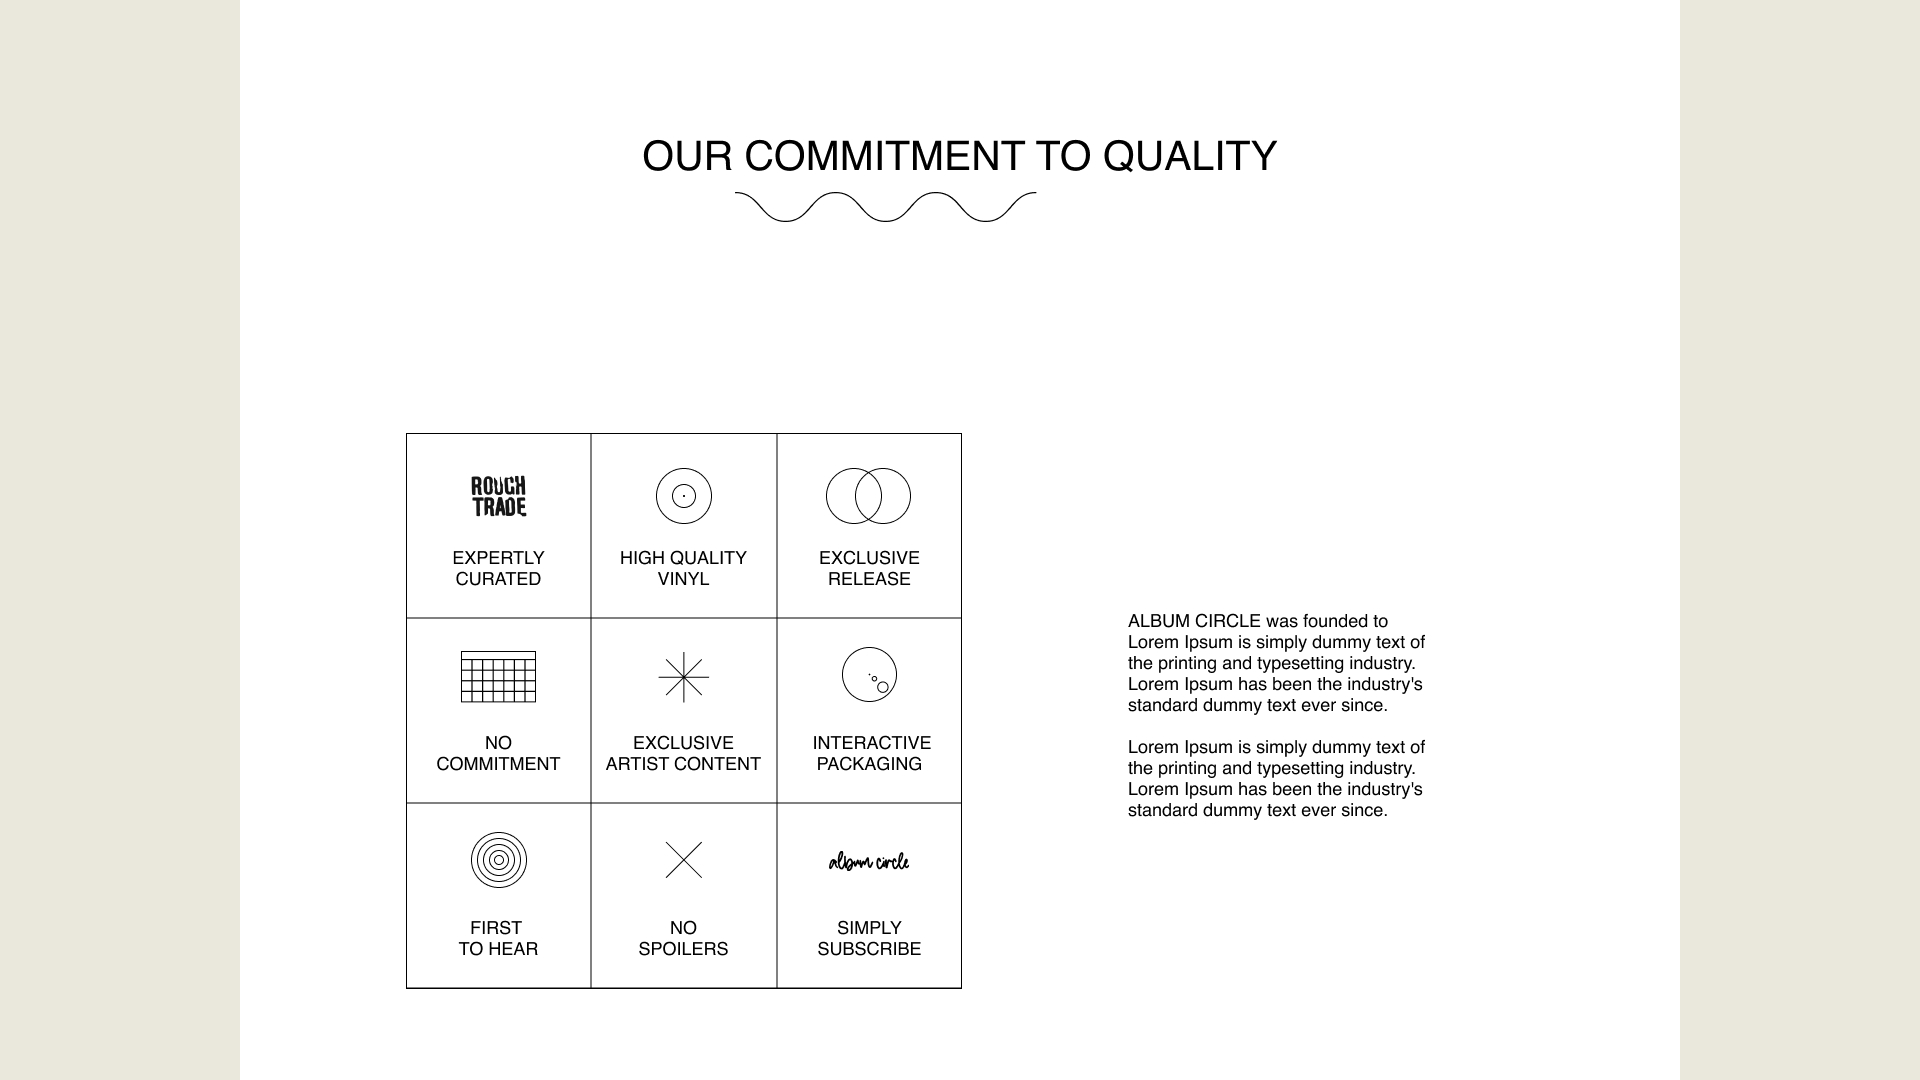 OUR COMMITMENT TO QUALITY
ROUGH
TRADE
EXPERTLY
CURATED
HIGH QUALITY
VINYL
EXCLUSIVE
RELEASE
NO
COMMITMENT
EXCLUSIVE
ARTIST CONTENT
INTERACTIVE
PACKAGING
FIRST
TO HEAR
NO
SPOILERS
album circle
SIMPLY
SUBSCRIBE
ALBUM CIRCLE was founded to
Lorem Ipsum is simply dummy text of
the printing and typesetting industry.
Lorem Ipsum has been the industry's
standard dummy text ever since.
Lorem Ipsum is simply dummy text of
the printing and typesetting industry.
Lorem Ipsum has been the industry's
standard dummy text ever since.